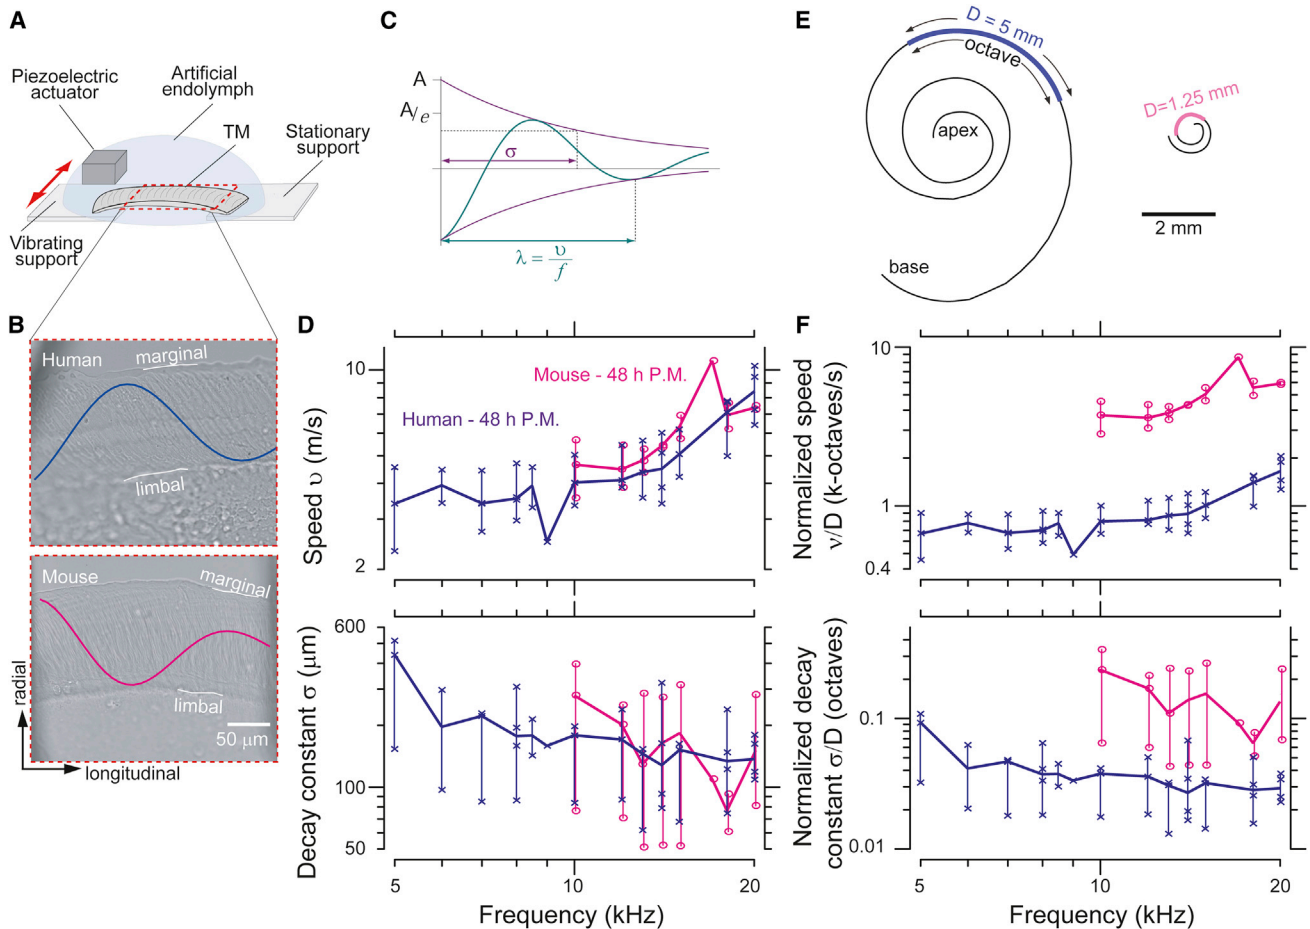 A
Piezoelectric
actuator
Artificial
endolymph
TM
Stationary
support
Vibrating
support
B
Human
marginal
limbal
Mouse
marginal
limbal
50 μm
radial
longitudinal
C
A
A/e
σ
λ = υ/f
D
Mouse - 48 h P.M.
Human - 48 h P.M.
Speed υ (m/s)
10
2
Decay constant σ (μm)
600
100
50
5 10 20
Frequency (kHz)
E
D = 5 mm
octave
apex
base
D=1.25 mm
2 mm
F
Normalized speed
ν/D (k-octaves/s)
10
1
0.4
Normalized decay
constant σ/D (octaves)
0.1
0.01
5 10 20
Frequency (kHz)